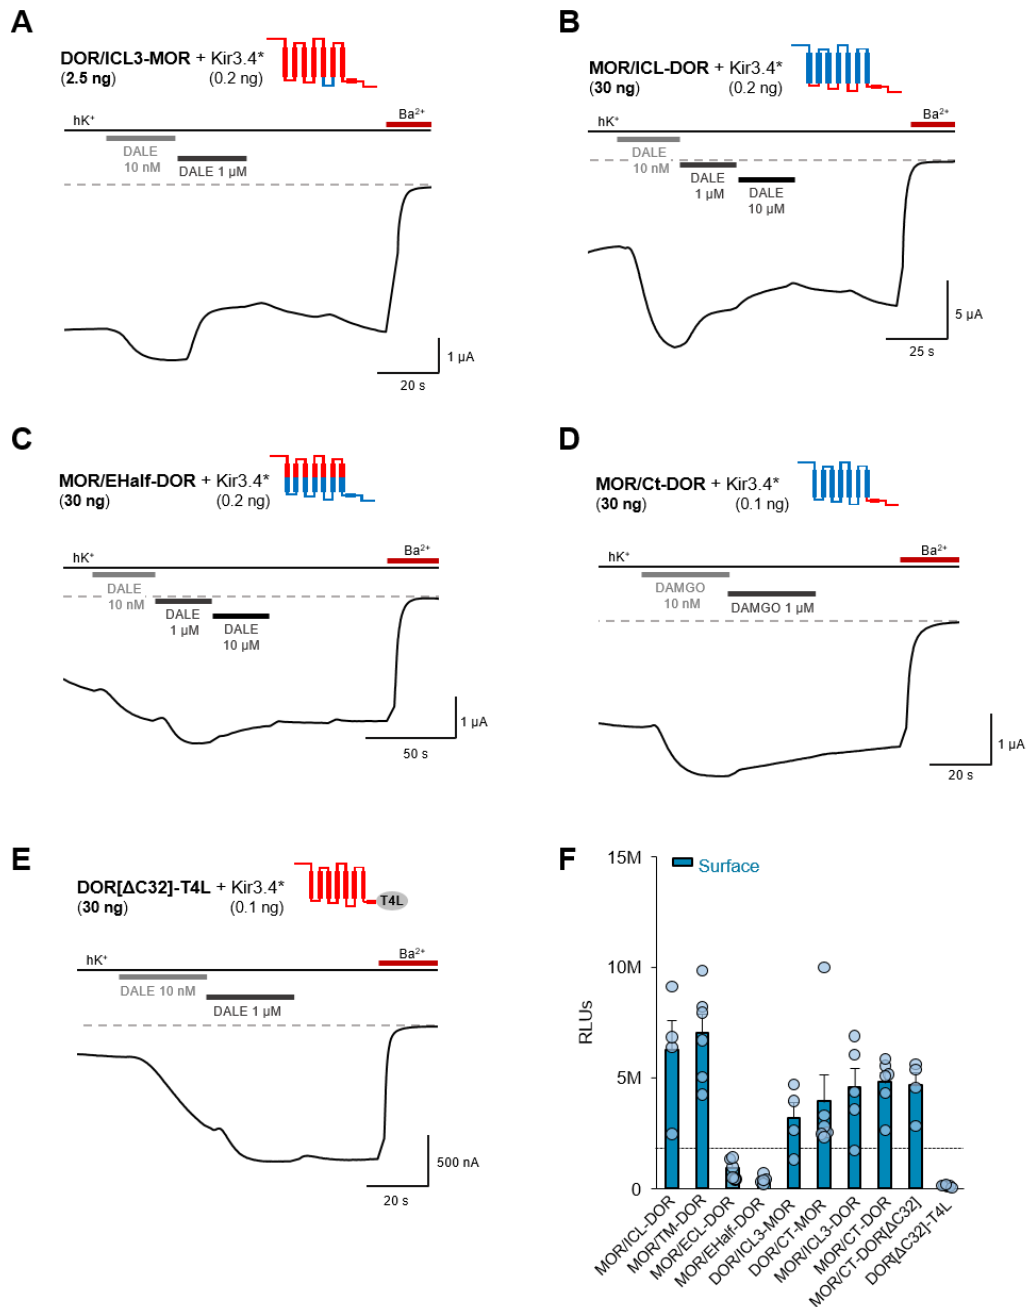 A
DOR/ICL3-MOR + Kir3.4*
(2.5 ng) (0.2 ng)
hK⁺
Ba²⁺
DALE
10 nM
DALE 1 µM
1 µA
20 s
B
MOR/ICL-DOR + Kir3.4*
(30 ng) (0.2 ng)
hK⁺
Ba²⁺
DALE
10 nM
DALE
1 µM
DALE
10 µM
5 µA
25 s
C
MOR/EHalf-DOR + Kir3.4*
(30 ng) (0.2 ng)
hK⁺
Ba²⁺
DALE
10 nM
DALE
1 µM
DALE
10 µM
1 µA
50 s
D
MOR/Ct-DOR + Kir3.4*
(30 ng) (0.1 ng)
hK⁺
Ba²⁺
DAMGO
10 nM
DAMGO 1 µM
1 µA
20 s
E
DOR[ΔC32]-T4L + Kir3.4*
(30 ng) (0.1 ng)
T4L
hK⁺
Ba²⁺
DALE 10 nM
DALE 1 µM
500 nA
20 s
F
Surface
RLUs
15M
10M
5M
0
MOR/ICL-DOR
MOR/TM-DOR
MOR/ECL-DOR
MOR/EHalf-DOR
DOR/ICL3-MOR
DOR/CT-MOR
MOR/ICL3-DOR
MOR/CT-DOR
MOR/CT-DOR[ΔC32]
DOR[ΔC32]-T4L